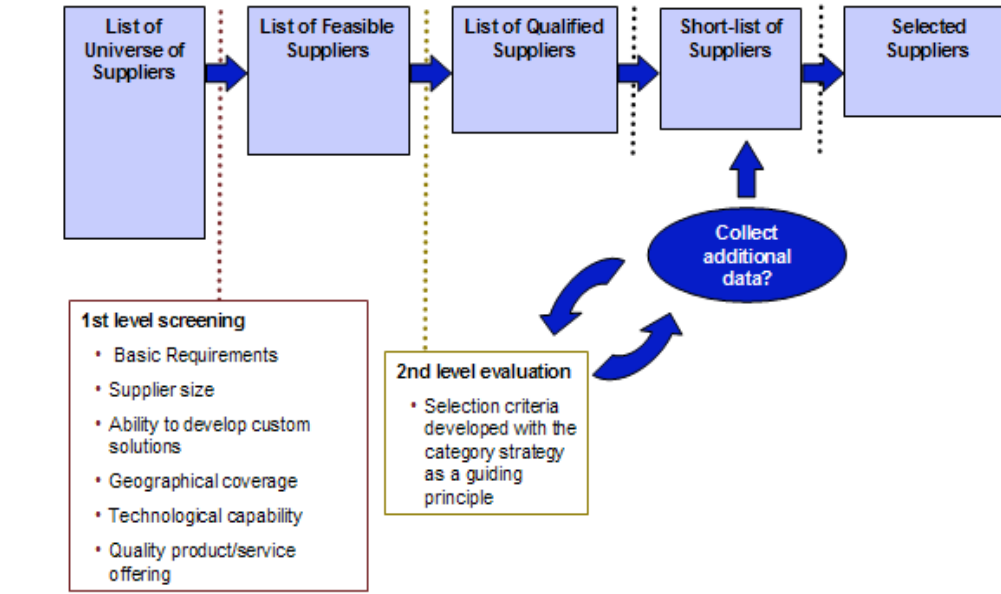 List of
Universe of
Suppliers
List of Feasible
Suppliers
List of Qualified
Suppliers
Short-list of
Suppliers
Selected
Suppliers
Collect
additional
data?
1st level screening
• Basic Requirements
• Supplier size
• Ability to develop custom
solutions
• Geographical coverage
• Technological capability
• Quality product/service
offering
2nd level evaluation
• Selection criteria
developed with the
category strategy
as a guiding
principle